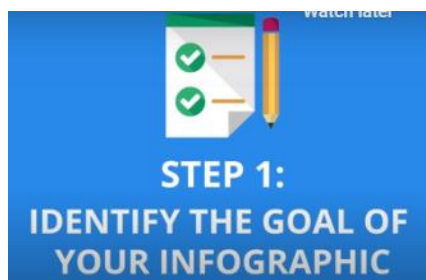 Watch later
STEP 1:
IDENTIFY THE GOAL OF
YOUR INFOGRAPHIC